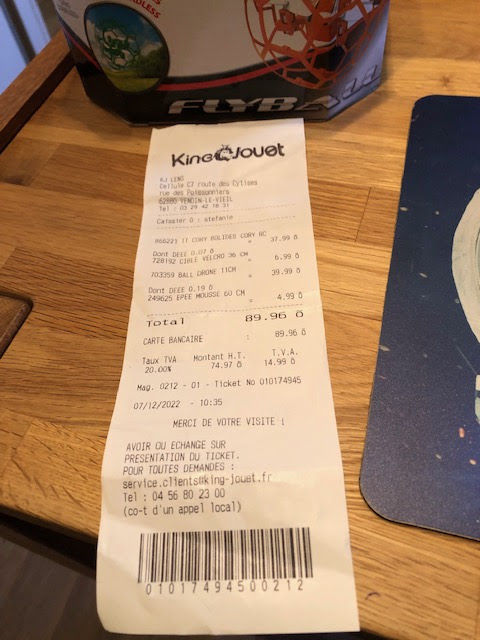 FLYBALL
King Jouet
KJ LENS
Cellule C7 route des Cytises
rue des Poissonniers
62880 VENDIN-LE-VIEIL
Tel : 03 29 42 78 31
Caissier 0 : stefanie
866221 IT CORY BOLIDES CORY RC 37.99 õ
Dont DEEE 0.07 õ
728192 CIBLE VELCRO 36 CM 6.99 õ
703359 BALL DRONE 11CM 39.99 õ
Dont DEEE 0.19 õ
249625 EPEE MOUSSE 60 CM 4.99 õ
Total 89.96 õ
CARTE BANCAIRE : 89.96 õ
Taux TVA Montant H.T. T.V.A.
20.00% 74.97 õ 14.99 õ
Mag. 0212 - 01 - Ticket No 010174945
07/12/2022 - 10:35
MERCI DE VOTRE VISITE !
AVOIR OU ECHANGE SUR
PRESENTATION DU TICKET.
POUR TOUTES DEMANDES :
service.clients@king-jouet.fr
Tel : 04 56 80 23 00
(co-t d'un appel local)
01017494500212